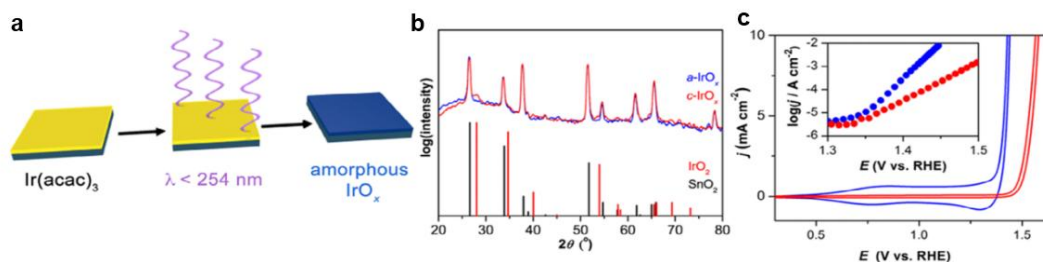 a
Ir(acac)3
λ < 254 nm
amorphous
IrOx
b
log(intensity)
a-IrOx
c-IrOx
IrO2
SnO2
20 30 40 50 60 70 80
2θ (°)
c
j (mA cm-2)
10
5
0
log j / A cm-2
-2
-3
-4
-5
-6
1.3 1.4 1.5
E (V vs. RHE)
0.5 1.0 1.5
E (V vs. RHE)